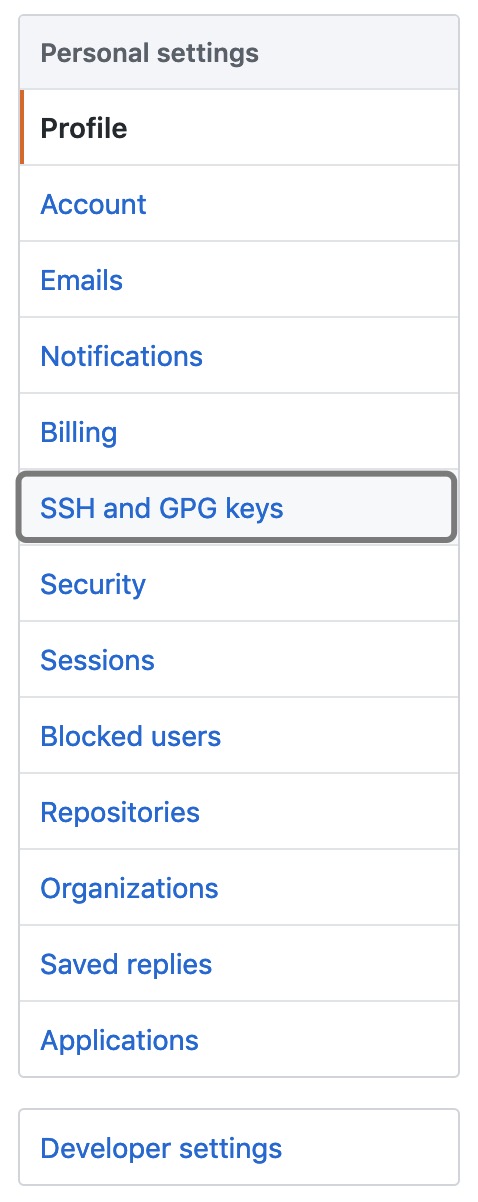 Personal settings
Profile
Account
Emails
Notifications
Billing
SSH and GPG keys
Security
Sessions
Blocked users
Repositories
Organizations
Saved replies
Applications
Developer settings